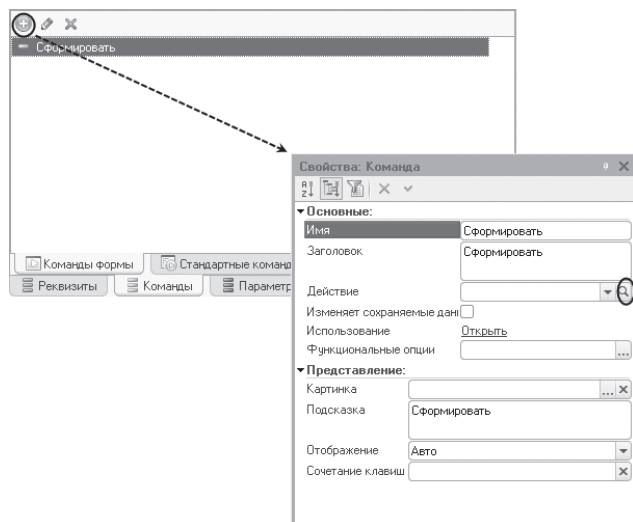 Сформировать
Команды формы
Стандартные команд
Реквизиты
Команды
Параметр
Свойства: Команда
Основные:
Имя
Сформировать
Заголовок
Сформировать
Действие
Изменяет сохраняемые данн
Использование
Открыть
Функциональные опции
Представление:
Картинка
Подсказка
Сформировать
Отображение
Авто
Сочетание клавиш